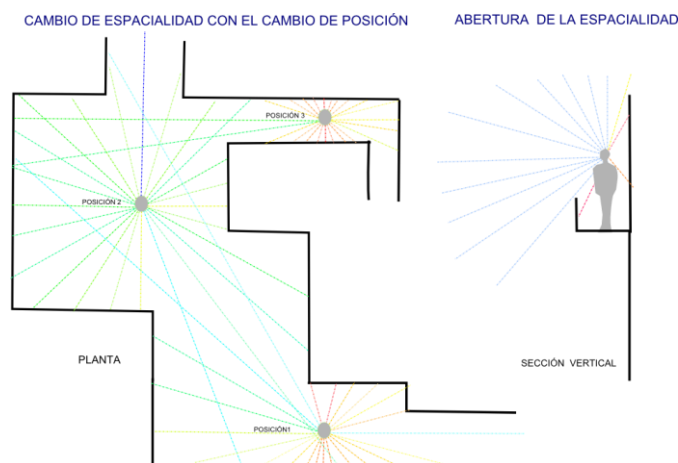 CAMBIO DE ESPACIALIDAD CON EL CAMBIO DE POSICIÓN
ABERTURA DE LA ESPACIALIDAD
POSICIÓN 3
POSICIÓN 2
PLANTA
SECCIÓN VERTICAL
POSICIÓN1